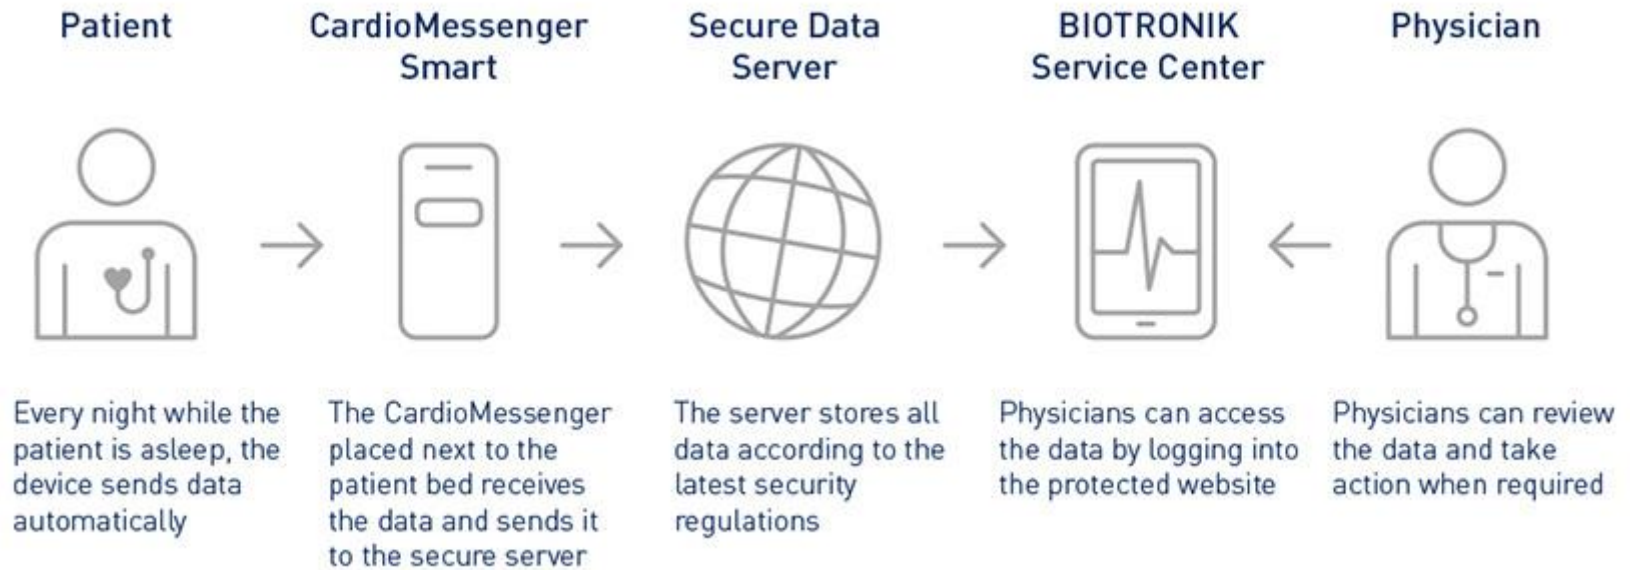 Patient
CardioMessenger
Smart
Secure Data
Server
BIOTRONIK
Service Center
Physician
Every night while the
patient is asleep, the
device sends data
automatically
The CardioMessenger
placed next to the
patient bed receives
the data and sends it
to the secure server
The server stores all
data according to the
latest security
regulations
Physicians can access
the data by logging into
the protected website
Physicians can review
the data and take
action when required